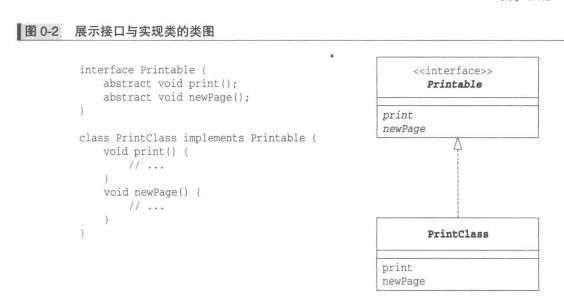 图 0-2 展示接口与实现类的类图
interface Printable {
    abstract void print();
    abstract void newPage();
}
class PrintClass implements Printable {
    void print() {
        // ...
    }
    void newPage() {
        // ...
    }
}
<<interface>>
Printable
print
newPage
PrintClass
print
newPage